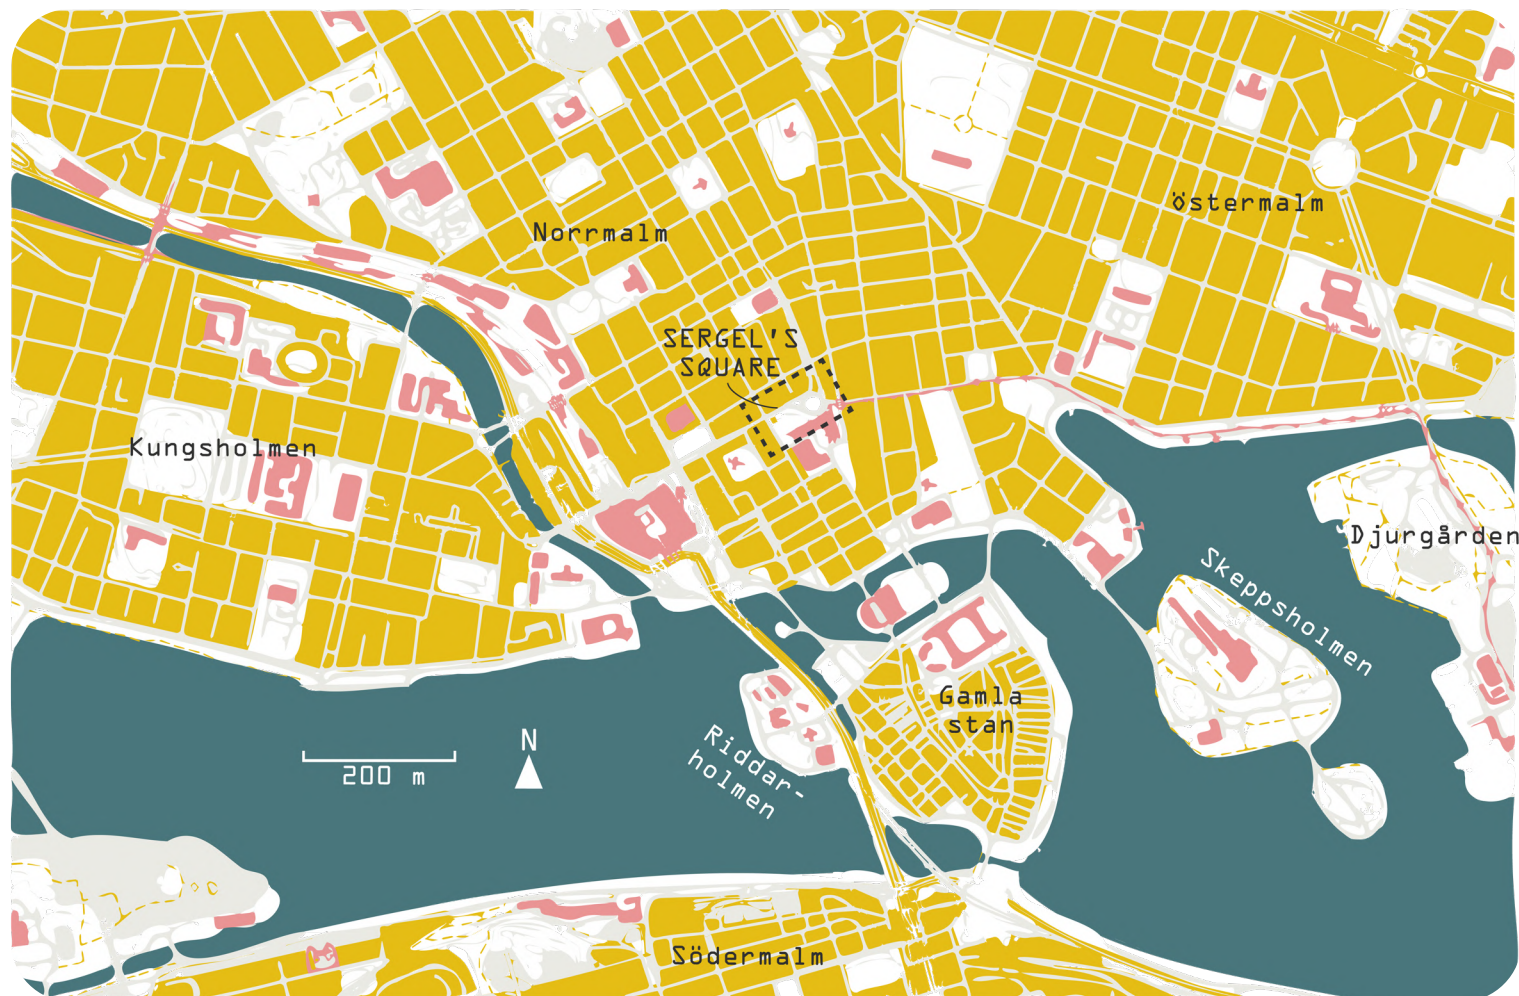 Östermalm
Norrmalm
SERGEL'S
SQUARE
Kungsholmen
Djurgården
Skeppsholmen
Gamla
stan
Riddar-
holmen
N
200 m
Södermalm